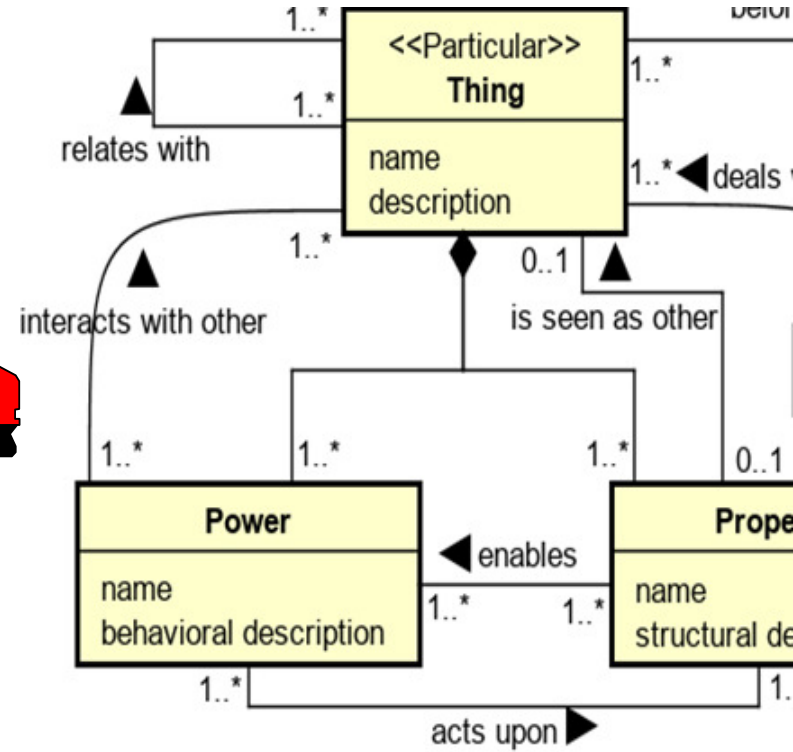 1..*
<<Particular>>
Thing
1..*
1..*
relates with
name
description
1..*
deals
1..*
0..1
interacts with other
is seen as other
1..*
1..*
1..*
0..1
Power
enables
name
behavioral description
name
structural
1..*
1..*
1..*
acts upon